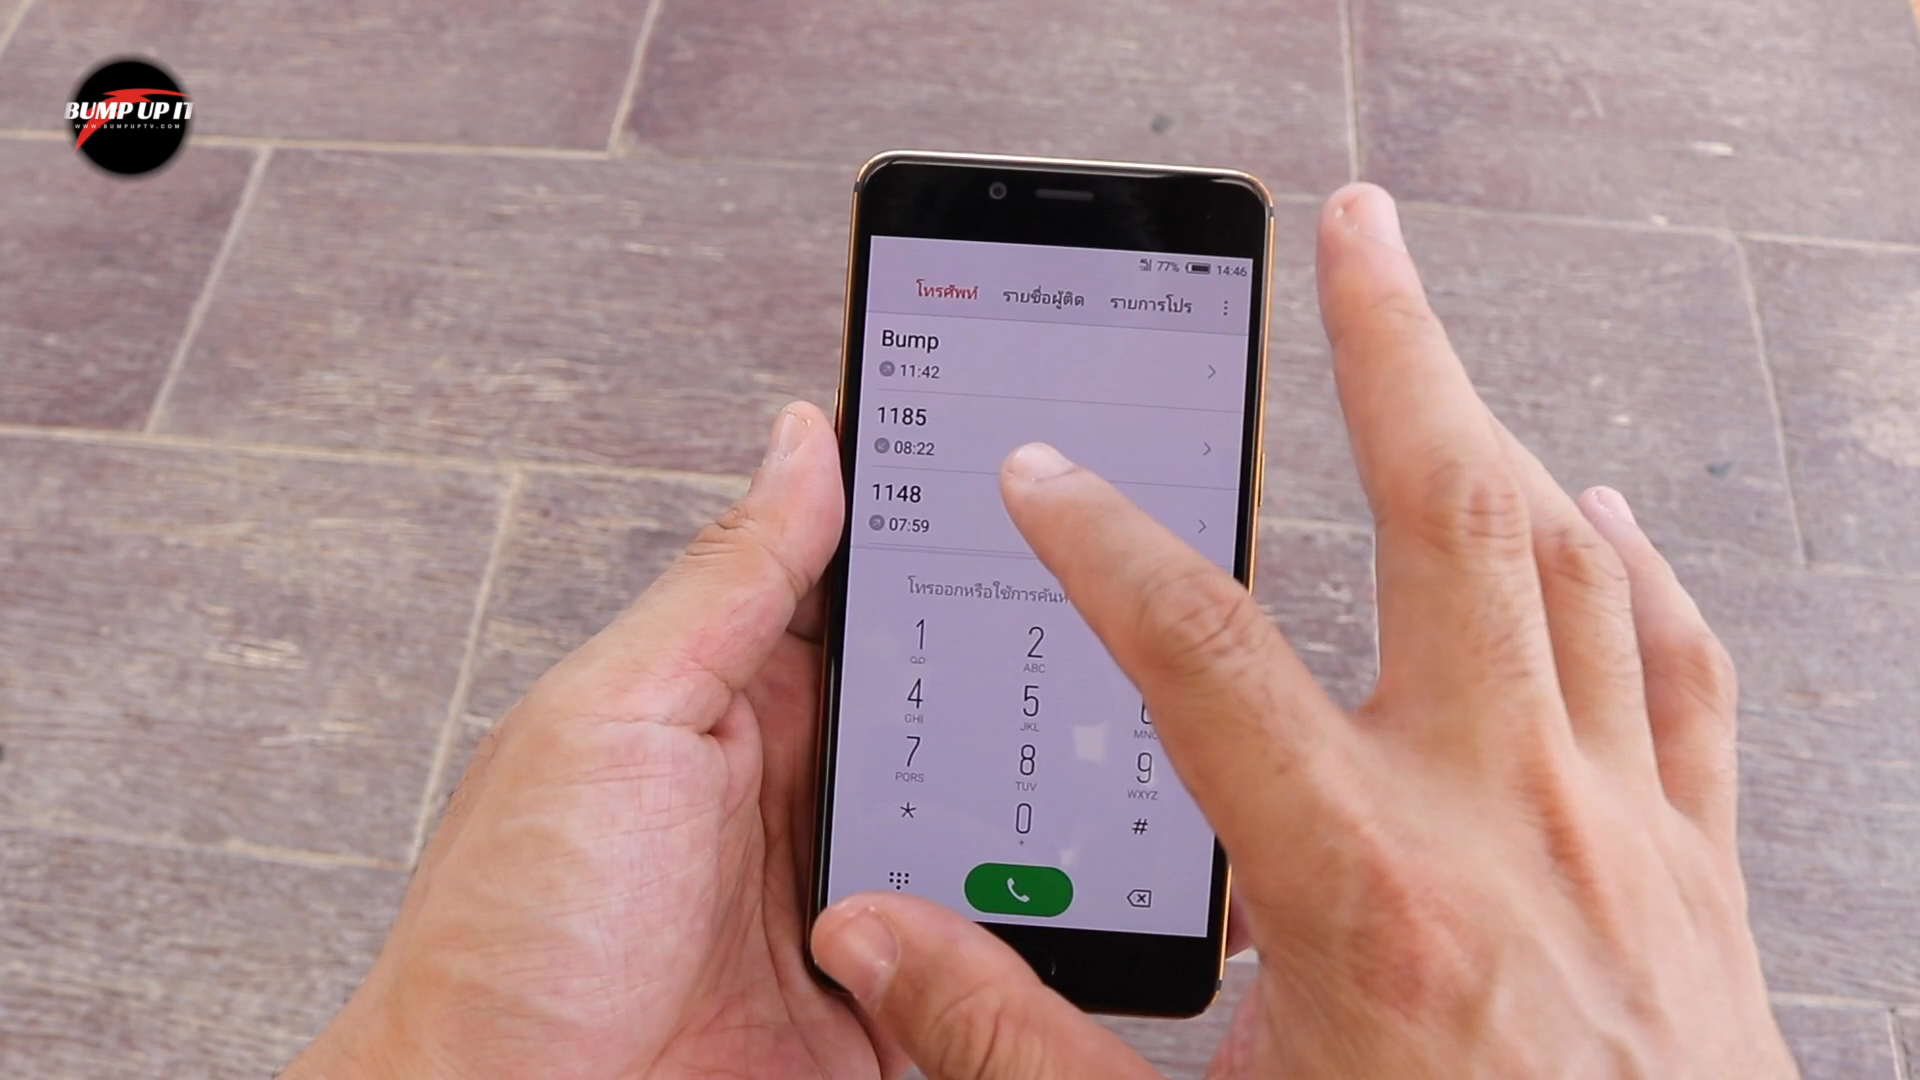 BUMP UP IT
WWW.BUMPUPTV.COM
77% 14:46
โทรศัพท์ รายชื่อผู้ติด รายการโปร
Bump
11:42
1185
08:22
1148
07:59
โทรออกหรือใช้การค้นห
1 2
ABC
4 5
GHI JKL MNO
7 8 9
PQRS TUV WXYZ
* 0 #
+